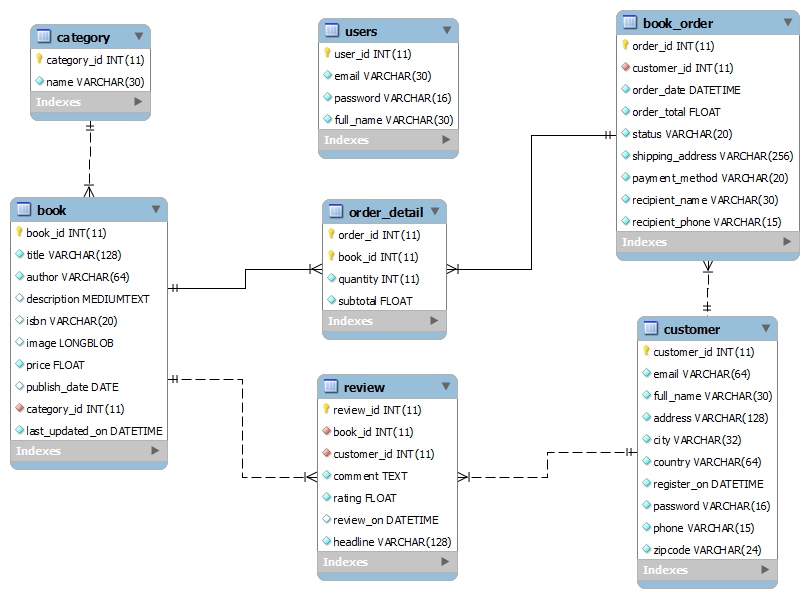 category
category_id INT(11)
name VARCHAR(30)
Indexes
users
user_id INT(11)
email VARCHAR(30)
password VARCHAR(16)
full_name VARCHAR(30)
Indexes
book_order
order_id INT(11)
customer_id INT(11)
order_date DATETIME
order_total FLOAT
status VARCHAR(20)
shipping_address VARCHAR(256)
payment_method VARCHAR(20)
recipient_name VARCHAR(30)
recipient_phone VARCHAR(15)
Indexes
book
book_id INT(11)
title VARCHAR(128)
author VARCHAR(64)
description MEDIUMTEXT
isbn VARCHAR(20)
image LONGBLOB
price FLOAT
publish_date DATE
category_id INT(11)
last_updated_on DATETIME
Indexes
order_detail
order_id INT(11)
book_id INT(11)
quantity INT(11)
subtotal FLOAT
Indexes
review
review_id INT(11)
book_id INT(11)
customer_id INT(11)
comment TEXT
rating FLOAT
review_on DATETIME
headline VARCHAR(128)
Indexes
customer
customer_id INT(11)
email VARCHAR(64)
full_name VARCHAR(30)
address VARCHAR(128)
city VARCHAR(32)
country VARCHAR(64)
register_on DATETIME
password VARCHAR(16)
phone VARCHAR(15)
zipcode VARCHAR(24)
Indexes